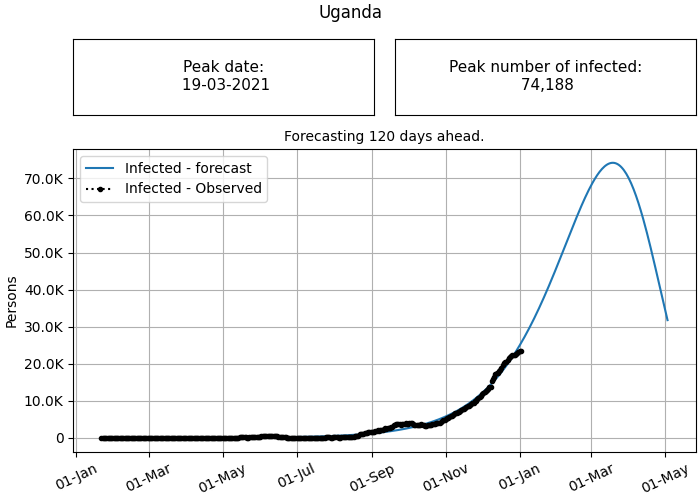 Uganda
Peak date:
19-03-2021
Peak number of infected:
74,188
Forecasting 120 days ahead.
Infected - forecast
Infected - Observed
70.0K
60.0K
50.0K
40.0K
30.0K
20.0K
10.0K
0
Persons
01-Jan
01-Mar
01-May
01-Jul
01-Sep
01-Nov
01-Jan
01-Mar
01-May